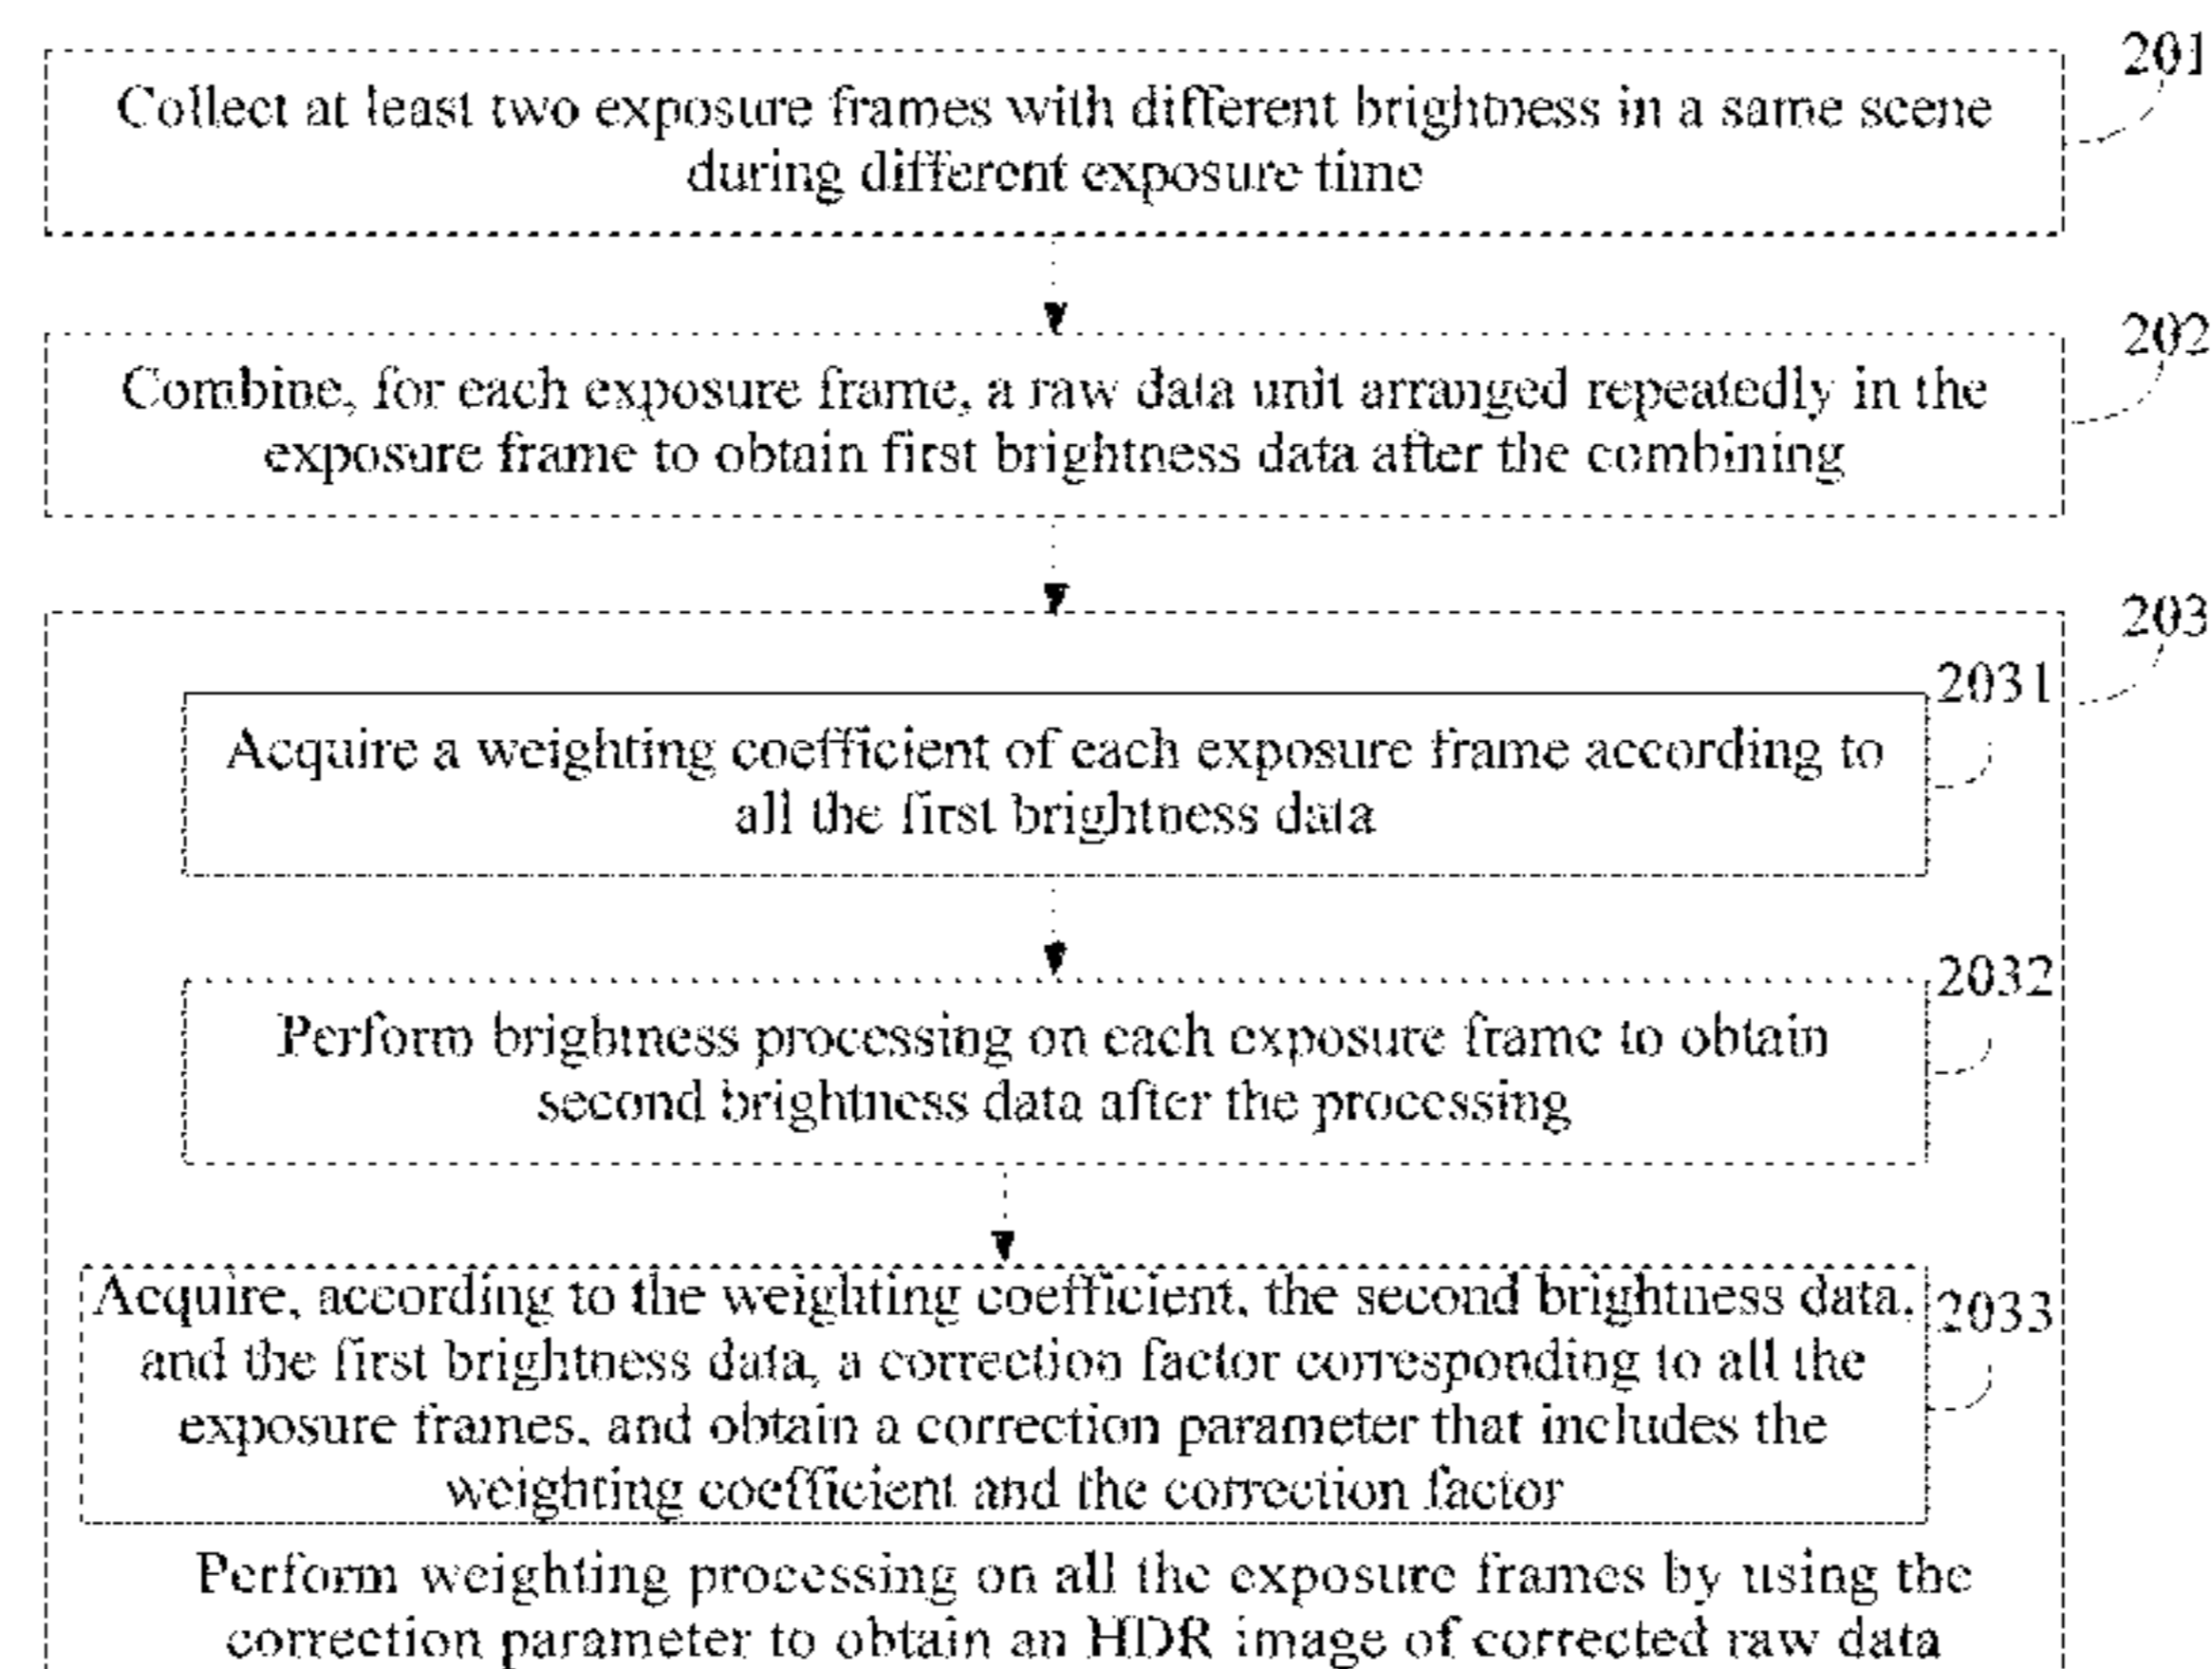 201
Collect at least two exposure frames with different brightness in a same scene
during different exposure time
202
Combine, for each exposure frame, a raw data unit arranged repeatedly in the
exposure frame to obtain first brightness data after the combining
203
2031
Acquire a weighting coefficient of each exposure frame according to
all the first brightness data
2032
Perform brightness processing on each exposure frame to obtain
second brightness data after the processing
2033
Acquire, according to the weighting coefficient, the second brightness data,
and the first brightness data, a correction factor corresponding to all the
exposure frames, and obtain a correction parameter that includes the
weighting coefficient and the correction factor
Perform weighting processing on all the exposure frames by using the
correction parameter to obtain an HDR image of corrected raw data